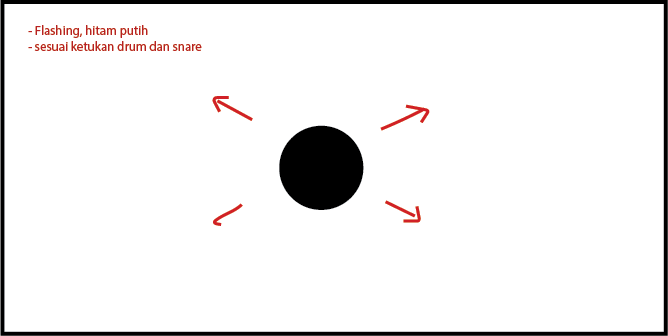 - Flashing, hitam putih
- sesuai ketukan drum dan snare